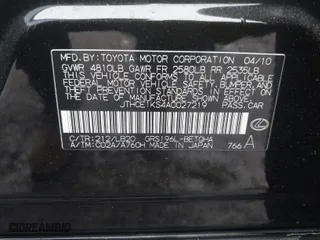 MFD.BY:TOYOTA MOTOR CORPORATION 04/10
GVWR 4810LB GAWR FR 2580LB RR 2535LB
THIS VEHICLE CONFORMS TO ALL APPLICABLE
FEDERAL MOTOR VEHICLE SAFETY, BUMPER, AND
THEFT PREVENTION STANDARDS IN EFFECT ON
THE DATE OF MANUFACTURE SHOWN ABOVE.
PASS.CAR
C/TR:212/LB20 GRS196L-BETQHA
A/TM:C02A/A760H MADE IN JAPAN 766 A
DREAMBID